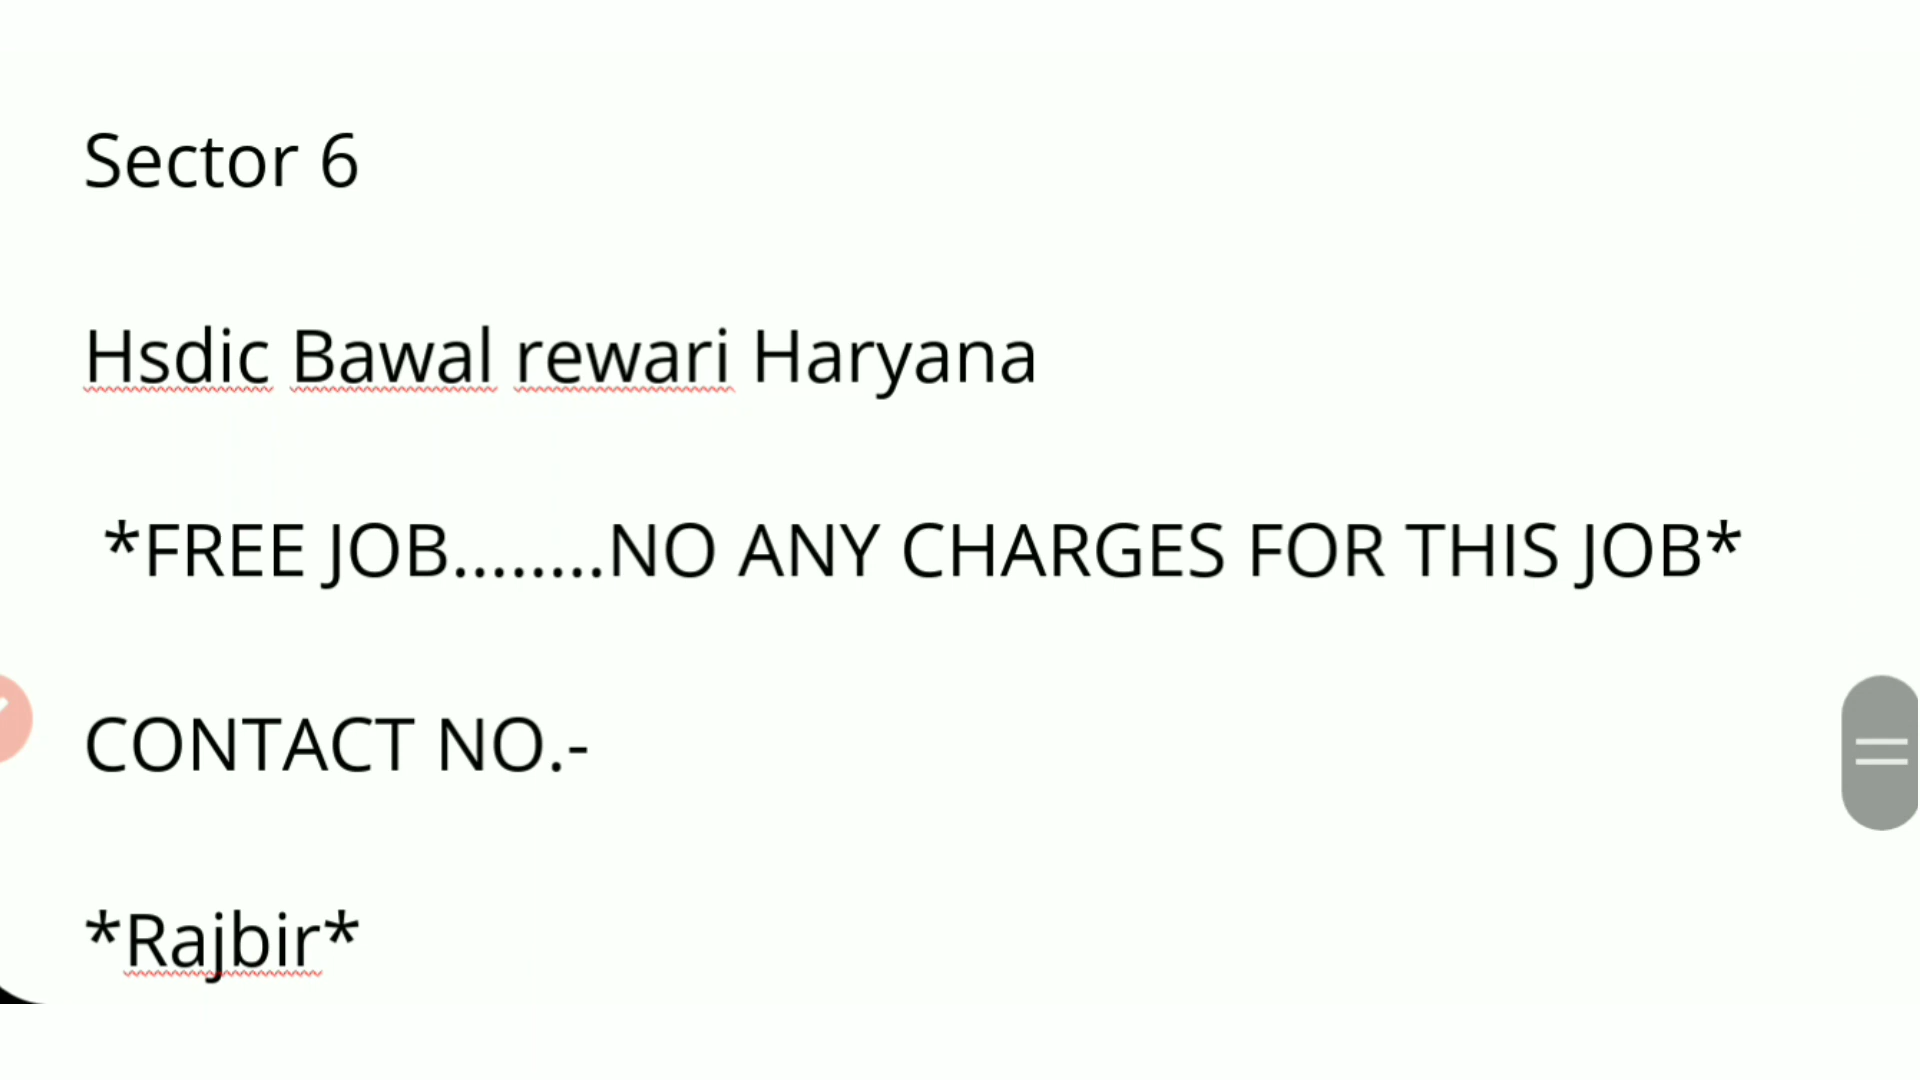 Sector 6
Hsdic Bawal rewari Haryana
*FREE JOB........NO ANY CHARGES FOR THIS JOB*
CONTACT NO.-
*Rajbir*